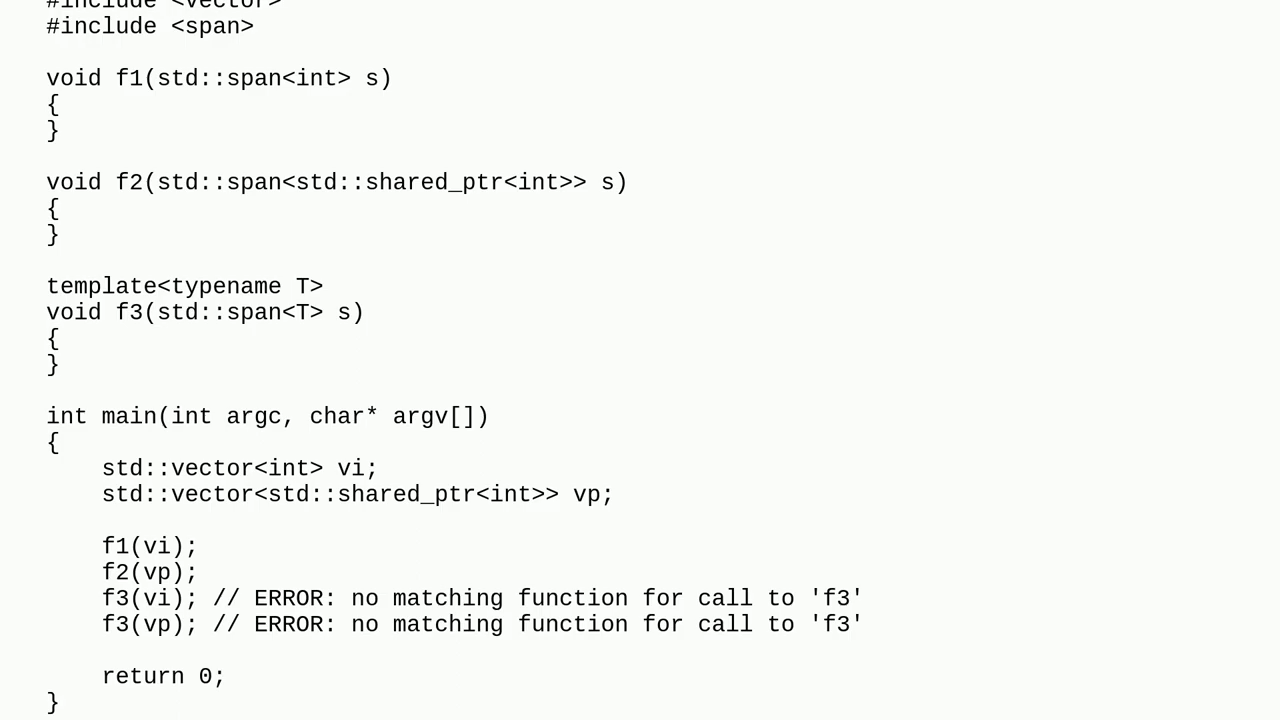 #include <vector>
#include <span>
void f1(std::span<int> s)
{
}
void f2(std::span<std::shared_ptr<int>> s)
{
}
template<typename T>
void f3(std::span<T> s)
{
}
int main(int argc, char* argv[])
{
    std::vector<int> vi;
    std::vector<std::shared_ptr<int>> vp;
    f1(vi);
    f2(vp);
    f3(vi); // ERROR: no matching function for call to 'f3'
    f3(vp); // ERROR: no matching function for call to 'f3'
    return 0;
}